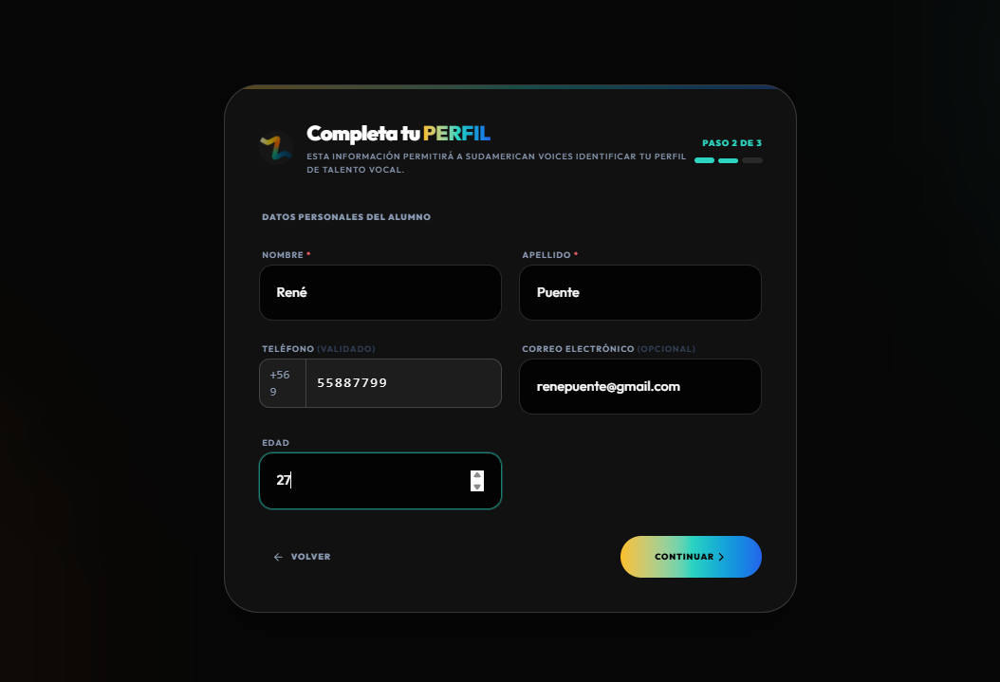 Completa tu PERFIL
ESTA INFORMACIÓN PERMITIRÁ A SUDAMERICAN VOICES IDENTIFICAR TU PERFIL
DE TALENTO VOCAL.
PASO 2 DE 3
DATOS PERSONALES DEL ALUMNO
NOMBRE *
APELLIDO *
René
Puente
TELÉFONO (VALIDADO)
CORREO ELECTRÓNICO (OPCIONAL)
+56
9
55887799
renepuente@gmail.com
EDAD
27
← VOLVER
CONTINUAR >